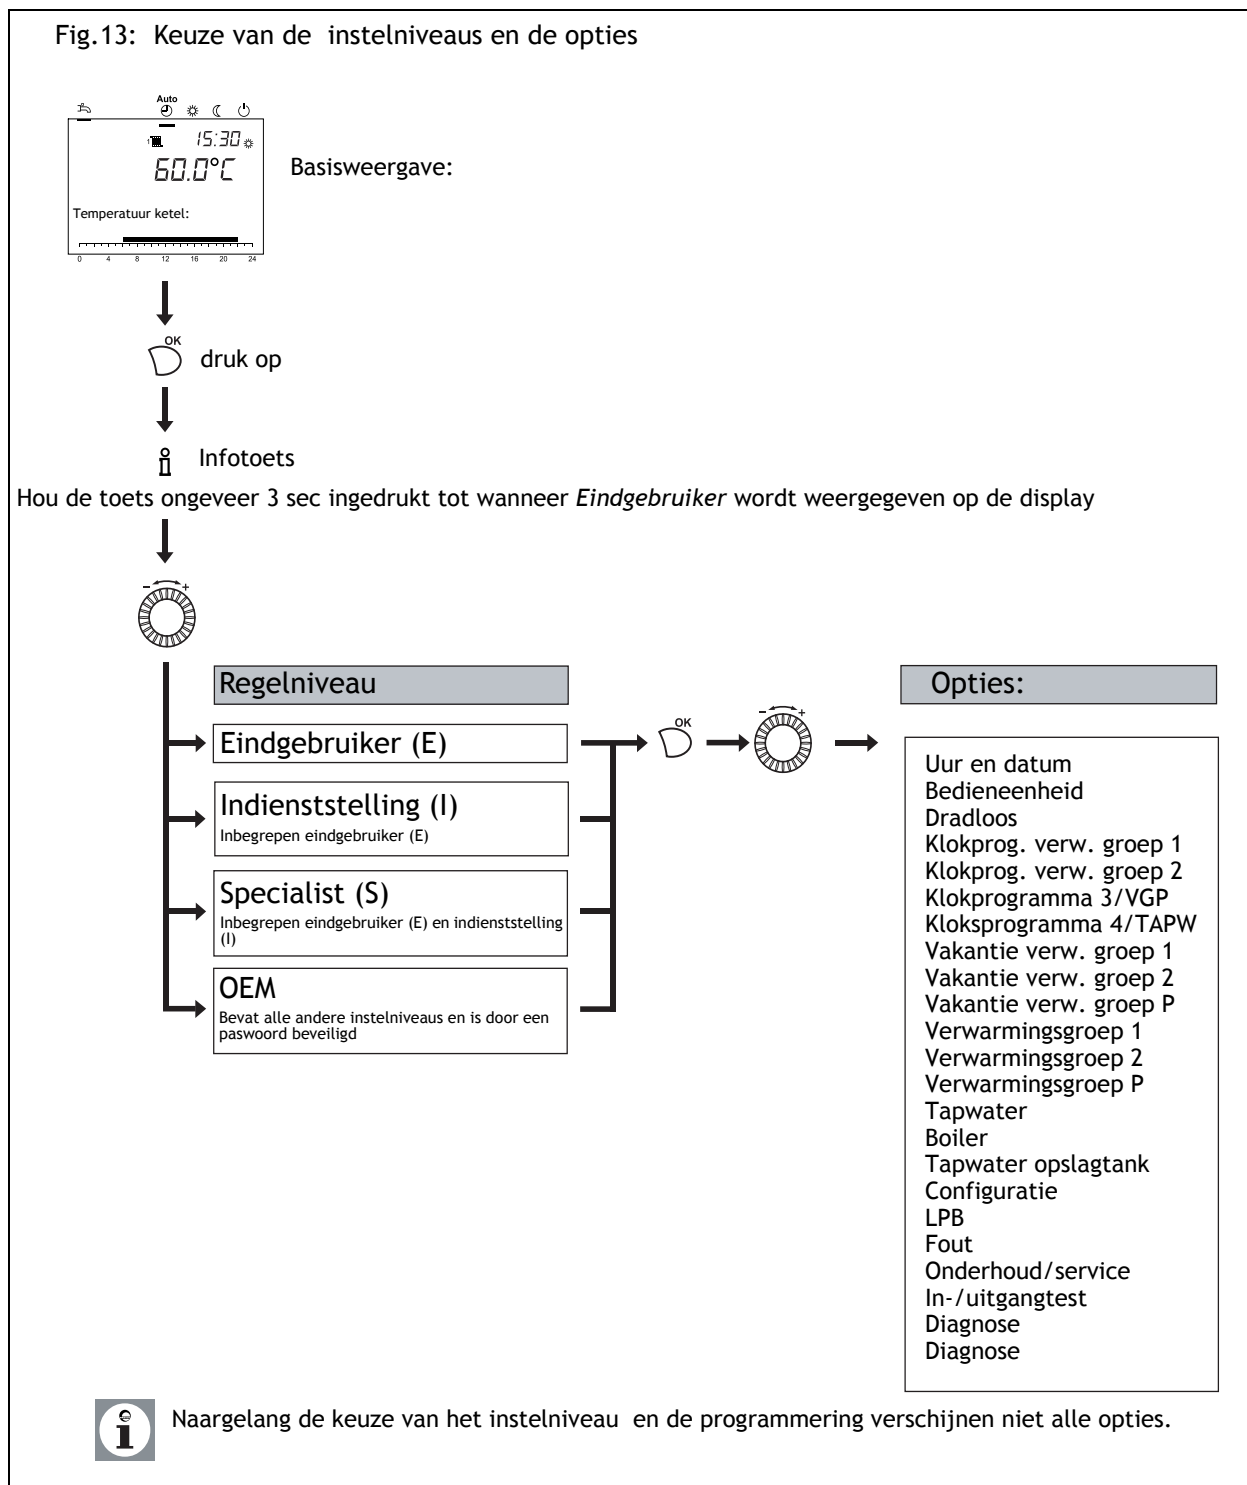 Fig.13: Keuze van de instelniveaus en de opties
Auto
1
15:30
60.0°C
Temperatuur ketel:
0 4 8 12 16 20 24
Basisweergave:
OK
druk op
Infotoets
Hou de toets ongeveer 3 sec ingedrukt tot wanneer Eindgebruiker wordt weergegeven op de display
- +
Regelniveau
Eindgebruiker (E)
Indienststelling (I)
Inbegrepen eindgebruiker (E)
Specialist (S)
Inbegrepen eindgebruiker (E) en indienststelling
(I)
OEM
Bevat alle andere instelniveaus en is door een
paswoord beveiligd
OK
- +
Opties:
Uur en datum
Bedieneenheid
Dradloos
Klokprog. verw. groep 1
Klokprog. verw. groep 2
Klokprogramma 3/VGP
Kloksprogramma 4/TAPW
Vakantie verw. groep 1
Vakantie verw. groep 2
Vakantie verw. groep P
Verwarmingsgroep 1
Verwarmingsgroep 2
Verwarmingsgroep P
Tapwater
Boiler
Tapwater opslagtank
Configuratie
LPB
Fout
Onderhoud/service
In-/uitgangtest
Diagnose
Diagnose
Naargelang de keuze van het instelniveau en de programmering verschijnen niet alle opties.